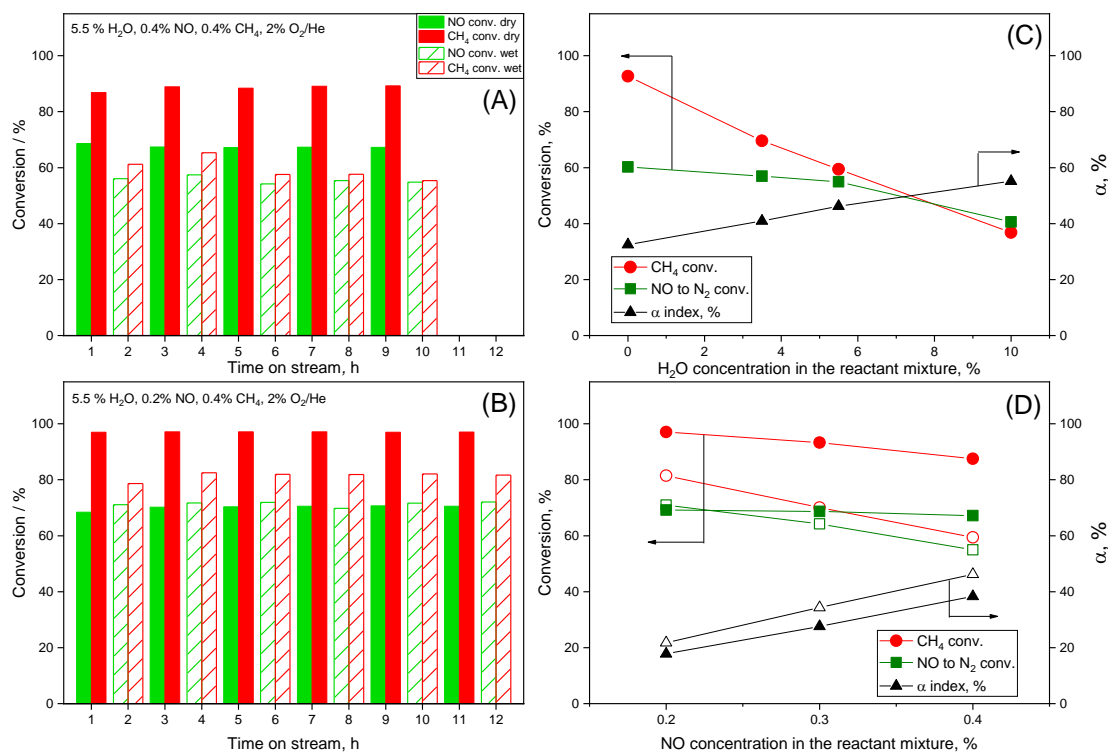 5.5 % H₂O, 0.4% NO, 0.4% CH₄, 2% O₂/He
NO conv. dry
CH₄ conv. dry
NO conv. wet
CH₄ conv. wet
(A)
100
80
60
40
20
0
Conversion / %
1 2 3 4 5 6 7 8 9 10 11 12
Time on stream, h
(C)
100
80
60
40
20
0
Conversion, %
100
80
60
40
20
0
α, %
CH₄ conv.
NO to N₂ conv.
α index, %
0 2 4 6 8 10
H₂O concentration in the reactant mixture, %
5.5 % H₂O, 0.2% NO, 0.4% CH₄, 2% O₂/He
(B)
100
80
60
40
20
0
Conversion / %
1 2 3 4 5 6 7 8 9 10 11 12
Time on stream, h
(D)
100
80
60
40
20
0
Conversion, %
100
80
60
40
20
0
α, %
CH₄ conv.
NO to N₂ conv.
α index, %
0.2 0.3 0.4
NO concentration in the reactant mixture, %